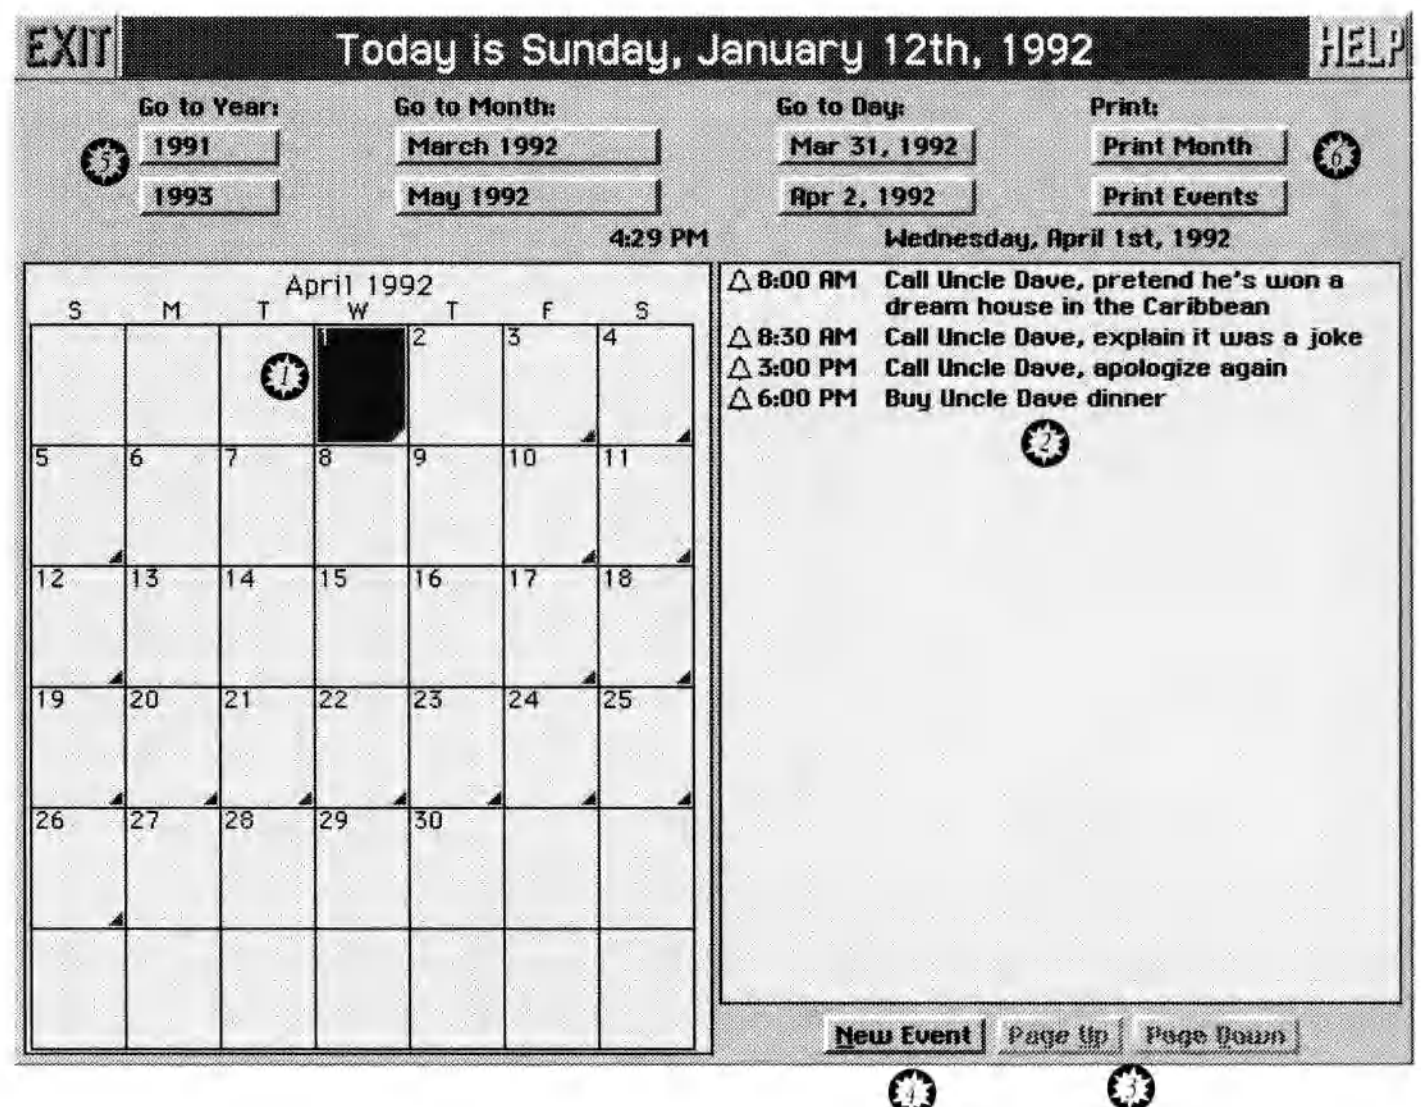 EXIT
Today is Sunday, January 12th, 1992
HELP
Go to Year:
Go to Month:
Go to Day:
Print:
5
1991
March 1992
Mar 31, 1992
Print Month
6
1993
May 1992
Apr 2, 1992
Print Events
4:29 PM
Wednesday, April 1st, 1992
April 1992
S M T W T F S
1 2 3 4
1
5 6 7 8 9 10 11
12 13 14 15 16 17 18
19 20 21 22 23 24 25
26 27 28 29 30
8:00 AM Call Uncle Dave, pretend he's won a
dream house in the Caribbean
8:30 AM Call Uncle Dave, explain it was a joke
3:00 PM Call Uncle Dave, apologize again
6:00 PM Buy Uncle Dave dinner
2
New Event
Page Up
Page Down
4
3